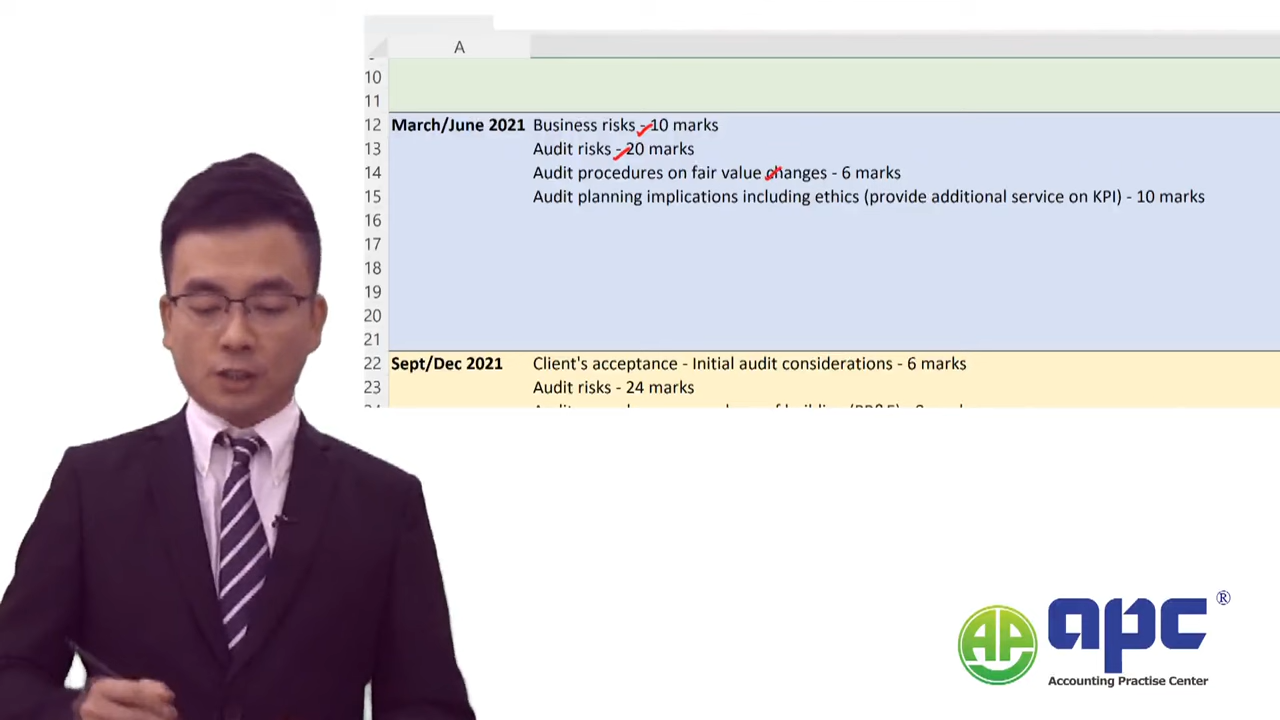 A
10
11
12 March/June 2021 Business risks - 10 marks
13 Audit risks - 20 marks
14 Audit procedures on fair value changes - 6 marks
15 Audit planning implications including ethics (provide additional service on KPI) - 10 marks
16
17
18
19
20
21
22 Sept/Dec 2021 Client's acceptance - Initial audit considerations - 6 marks
23 Audit risks - 24 marks
AP apc ®
Accounting Practise Center